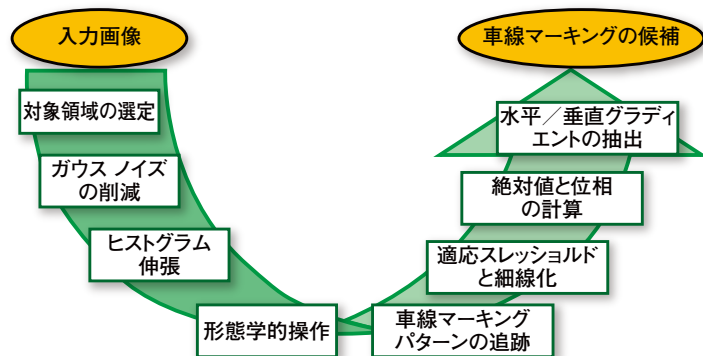 入力画像
対象領域の選定
ガウス ノイズ
の削減
ヒストグラム
伸張
形態学的操作
車線マーキング
パターンの追跡
適応スレッショルド
と細線化
絶対値と位相
の計算
水平／垂直グラディ
エントの抽出
車線マーキングの候補